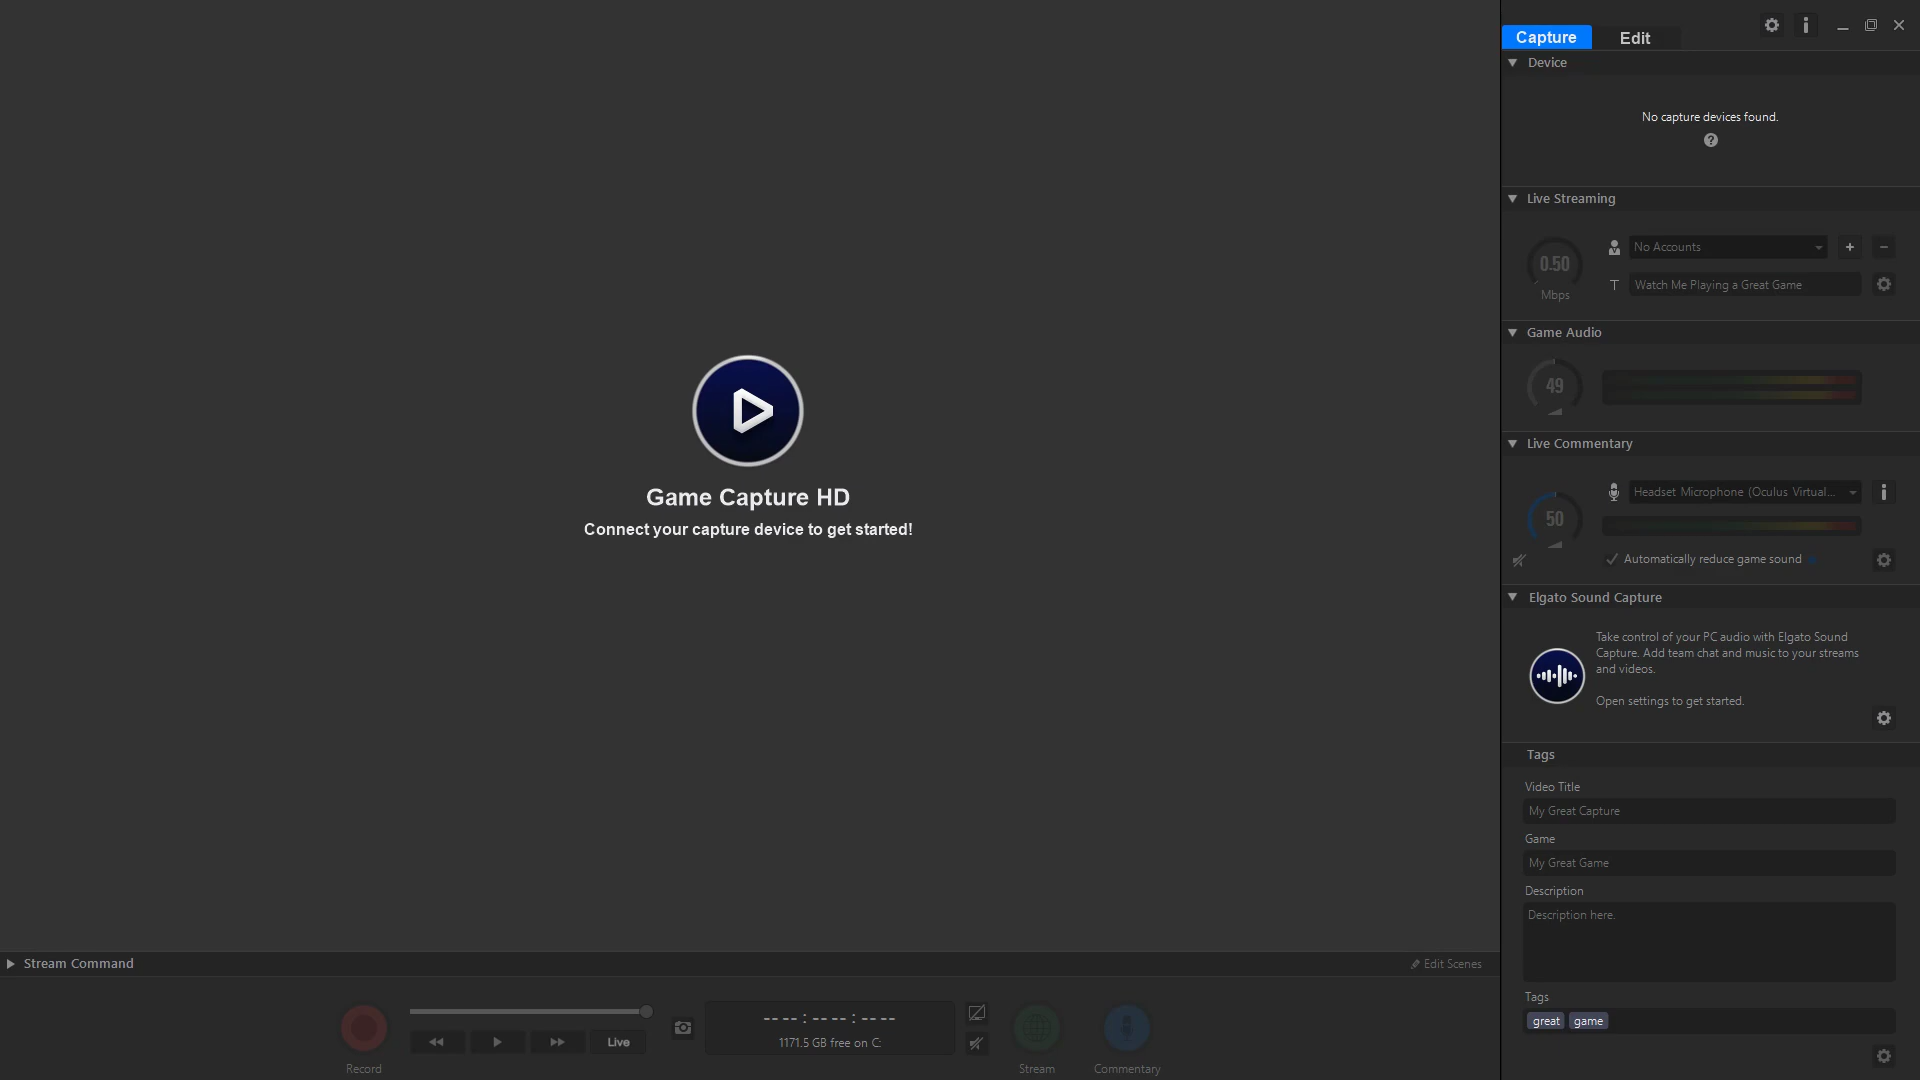 Capture
Edit
Device
No capture devices found.
Live Streaming
0.50
Mbps
No Accounts
T
Watch Me Playing a Great Game
Game Audio
49
Live Commentary
50
Headset Microphone (Oculus Virtual...
Automatically reduce game sound
Elgato Sound Capture
Take control of your PC audio with Elgato Sound
Capture. Add team chat and music to your streams
and videos.
Open settings to get started.
Tags
Video Title
My Great Capture
Game
My Great Game
Description
Description here.
Tags
great game
Game Capture HD
Connect your capture device to get started!
Stream Command
Edit Scenes
Record
Live
-- -- : -- -- : -- --
1171.5 GB free on C:
Stream
Commentary